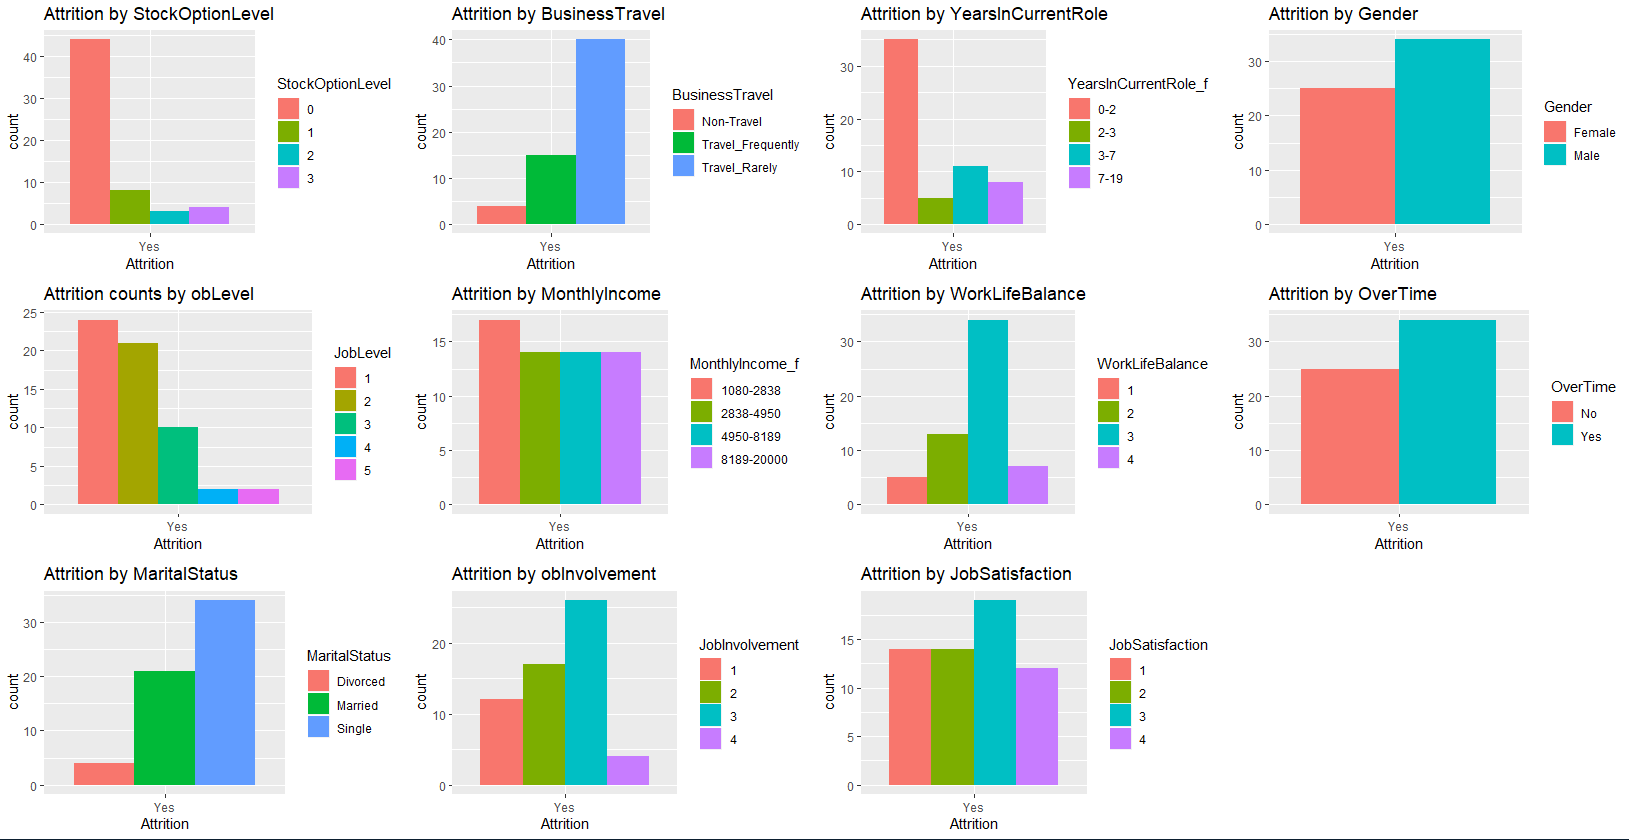 Attrition by StockOptionLevel
count
40
30
20
10
0
Yes
Attrition
StockOptionLevel
0
1
2
3
Attrition by BusinessTravel
count
40
30
20
10
0
Yes
Attrition
BusinessTravel
Non-Travel
Travel_Frequently
Travel_Rarely
Attrition by YearsInCurrentRole
count
30
20
10
0
Yes
Attrition
YearsInCurrentRole_f
0-2
2-3
3-7
7-19
Attrition by Gender
count
30
20
10
0
Yes
Attrition
Gender
Female
Male
Attrition counts by obLevel
count
25
20
15
10
5
0
Yes
Attrition
JobLevel
1
2
3
4
5
Attrition by MonthlyIncome
count
15
10
5
0
Yes
Attrition
MonthlyIncome_f
1080-2838
2838-4950
4950-8189
8189-20000
Attrition by WorkLifeBalance
count
30
20
10
0
Yes
Attrition
WorkLifeBalance
1
2
3
4
Attrition by OverTime
count
30
20
10
0
Yes
Attrition
OverTime
No
Yes
Attrition by MaritalStatus
count
30
20
10
0
Yes
Attrition
MaritalStatus
Divorced
Married
Single
Attrition by obInvolvement
count
20
10
0
Yes
Attrition
JobInvolvement
1
2
3
4
Attrition by JobSatisfaction
count
15
10
5
0
Yes
Attrition
JobSatisfaction
1
2
3
4